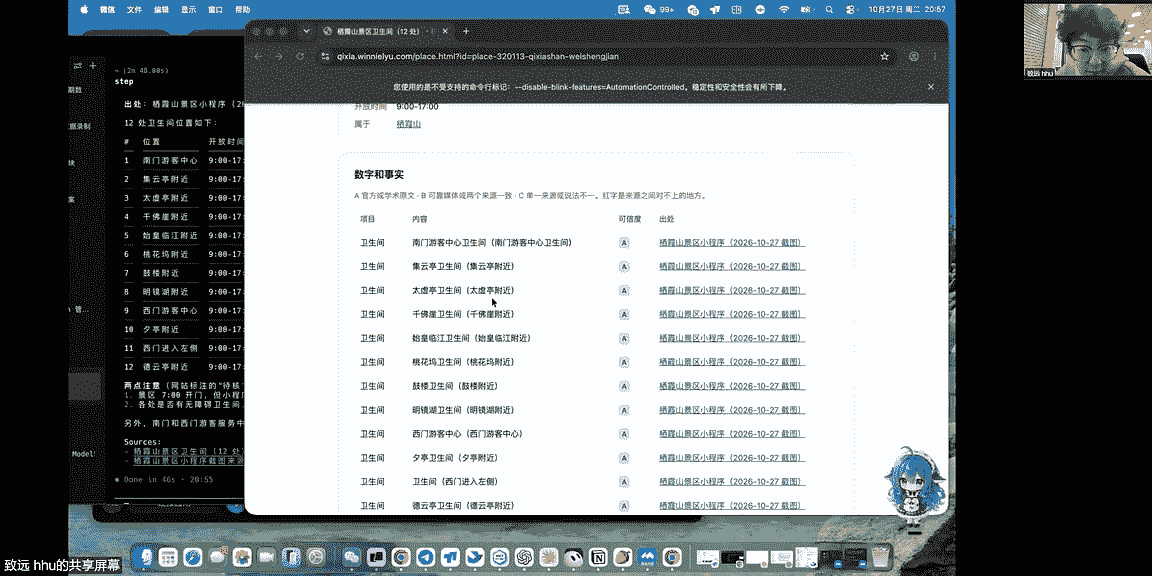 微信 文件 编辑 显示 窗口 帮助
99+
10月27日 周二 20:57
栖霞山景区卫生间（12 处）·
qixia.winnielyu.com/place.html?id=place-320113-qixiashan-weishengjian
您使用的是不受支持的命令行标记：--disable-blink-features=AutomationControlled。稳定性和安全性会有所下降。
~ (2m 48.00s)
step
出处：栖霞山景区小程序（26
12 处卫生间位置如下：
# 位置 开放时间
1 南门游客中心 9:00-17:
2 集云亭附近 9:00-17:
3 太虚亭附近 9:00-17:
4 千佛崖附近 9:00-17:
5 始皇临江附近 9:00-17:
6 桃花坞附近 9:00-17:
7 鼓楼附近 9:00-17:
8 明镜湖附近 9:00-17:
9 西门游客中心 9:00-17:
10 夕亭附近 9:00-17:
11 西门进入左侧 9:00-17:
12 德云亭附近 9:00-17:
两点注意（网站标注的"待核"
1. 景区 7:00 开门，但小程序
2. 各处是否有无障碍卫生间
另外，南门和西门游客服务中
Sources:
- 栖霞山景区卫生间（12 处）
- 栖霞山景区小程序截图来源
Done in 46s · 20:55
Model!
开放时间 9:00-17:00
属于 栖霞山
数字和事实
A 官方或学术原文 · B 可靠媒体或两个来源一致 · C 单一来源或说法不一。红字是来源之间对不上的地方。
项目 内容 可信度 出处
卫生间 南门游客中心卫生间（南门游客中心卫生间） A 栖霞山景区小程序（2026-10-27 截图）
卫生间 集云亭卫生间（集云亭附近） A 栖霞山景区小程序（2026-10-27 截图）
卫生间 太虚亭卫生间（太虚亭附近） A 栖霞山景区小程序（2026-10-27 截图）
卫生间 千佛崖卫生间（千佛崖附近） A 栖霞山景区小程序（2026-10-27 截图）
卫生间 始皇临江卫生间（始皇临江附近） A 栖霞山景区小程序（2026-10-27 截图）
卫生间 桃花坞卫生间（桃花坞附近） A 栖霞山景区小程序（2026-10-27 截图）
卫生间 鼓楼卫生间（鼓楼附近） A 栖霞山景区小程序（2026-10-27 截图）
卫生间 明镜湖卫生间（明镜湖附近） A 栖霞山景区小程序（2026-10-27 截图）
卫生间 西门游客中心（西门游客中心） A 栖霞山景区小程序（2026-10-27 截图）
卫生间 夕亭卫生间（夕亭附近） A 栖霞山景区小程序（2026-10-27 截图）
卫生间 卫生间（西门进入左侧） A 栖霞山景区小程序（2026-10-27 截图）
卫生间 德云亭卫生间（德云亭附近） A 栖霞山景区小程序（2026-10-27 截图）
致远 hhu
致远 hhu的共享屏幕